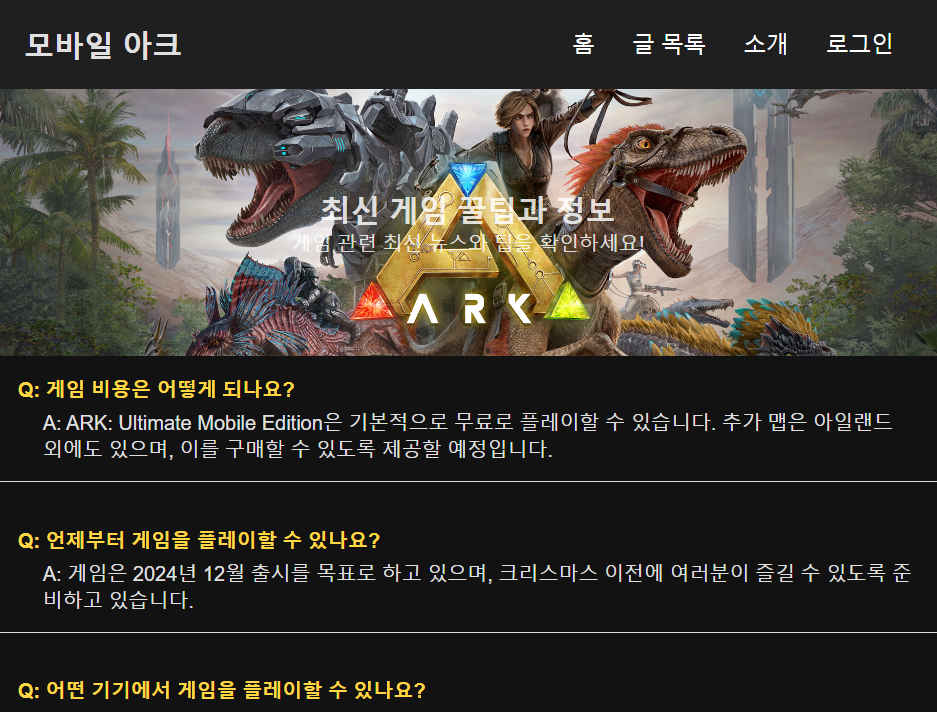 모바일 아크
홈 글 목록 소개 로그인
최신 게임 꿀팁과 정보
게임 관련 최신 뉴스와 팁을 확인하세요!
ARK
Q: 게임 비용은 어떻게 되나요?
A: ARK: Ultimate Mobile Edition은 기본적으로 무료로 플레이할 수 있습니다. 추가 맵은 아일랜드
외에도 있으며, 이를 구매할 수 있도록 제공할 예정입니다.
Q: 언제부터 게임을 플레이할 수 있나요?
A: 게임은 2024년 12월 출시를 목표로 하고 있으며, 크리스마스 이전에 여러분이 즐길 수 있도록 준
비하고 있습니다.
Q: 어떤 기기에서 게임을 플레이할 수 있나요?